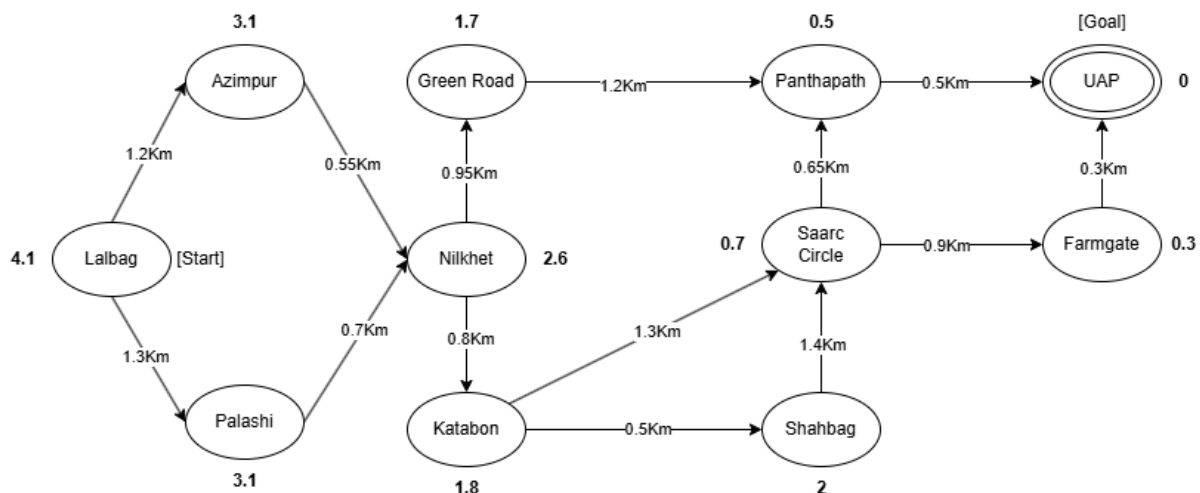 3.1
1.7
0.5
[Goal]
Azimpur
Green Road
1.2Km
Panthapath
0.5Km
UAP
0
1.2Km
0.55Km
0.95Km
0.65Km
0.3Km
4.1
Lalbag
[Start]
Nilkhet
2.6
0.7
Saarc
Circle
0.9Km
Farmgate
0.3
1.3Km
0.7Km
0.8Km
1.3Km
1.4Km
Palashi
Katabon
0.5Km
Shahbag
3.1
1.8
2